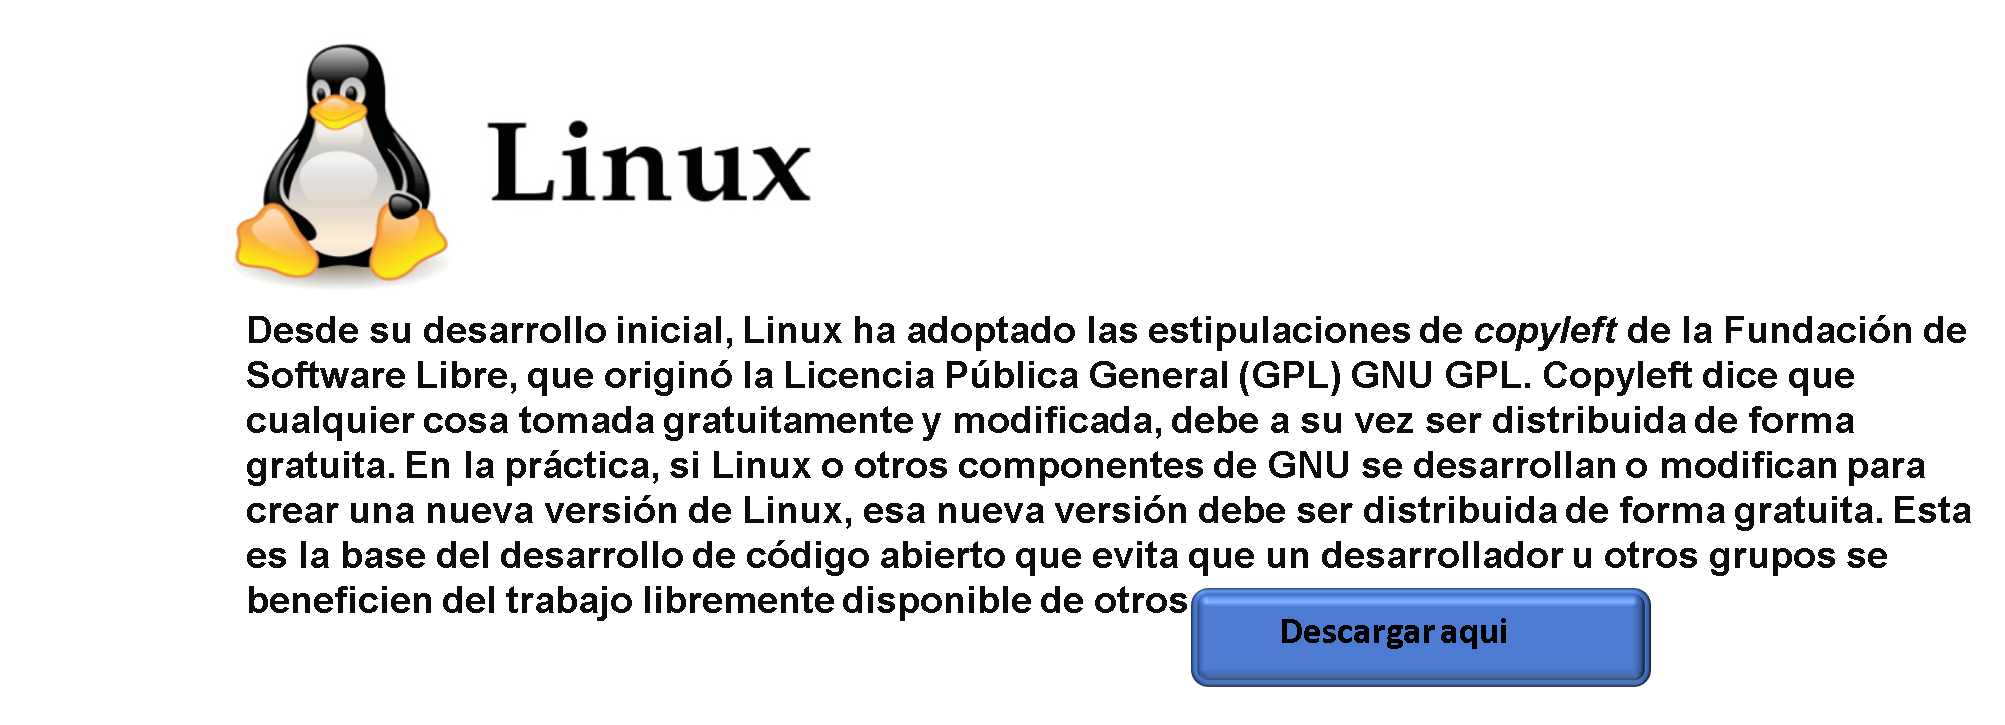 Linux
Desde su desarrollo inicial, Linux ha adoptado las estipulaciones de copyleft de la Fundación de
Software Libre, que originó la Licencia Pública General (GPL) GNU GPL. Copyleft dice que
cualquier cosa tomada gratuitamente y modificada, debe a su vez ser distribuida de forma
gratuita. En la práctica, si Linux o otros componentes de GNU se desarrollan o modifican para
crear una nueva versión de Linux, esa nueva versión debe ser distribuida de forma gratuita. Esta
es la base del desarrollo de código abierto que evita que un desarrollador u otros grupos se
beneficien del trabajo libremente disponible de otros
Descargar aqui